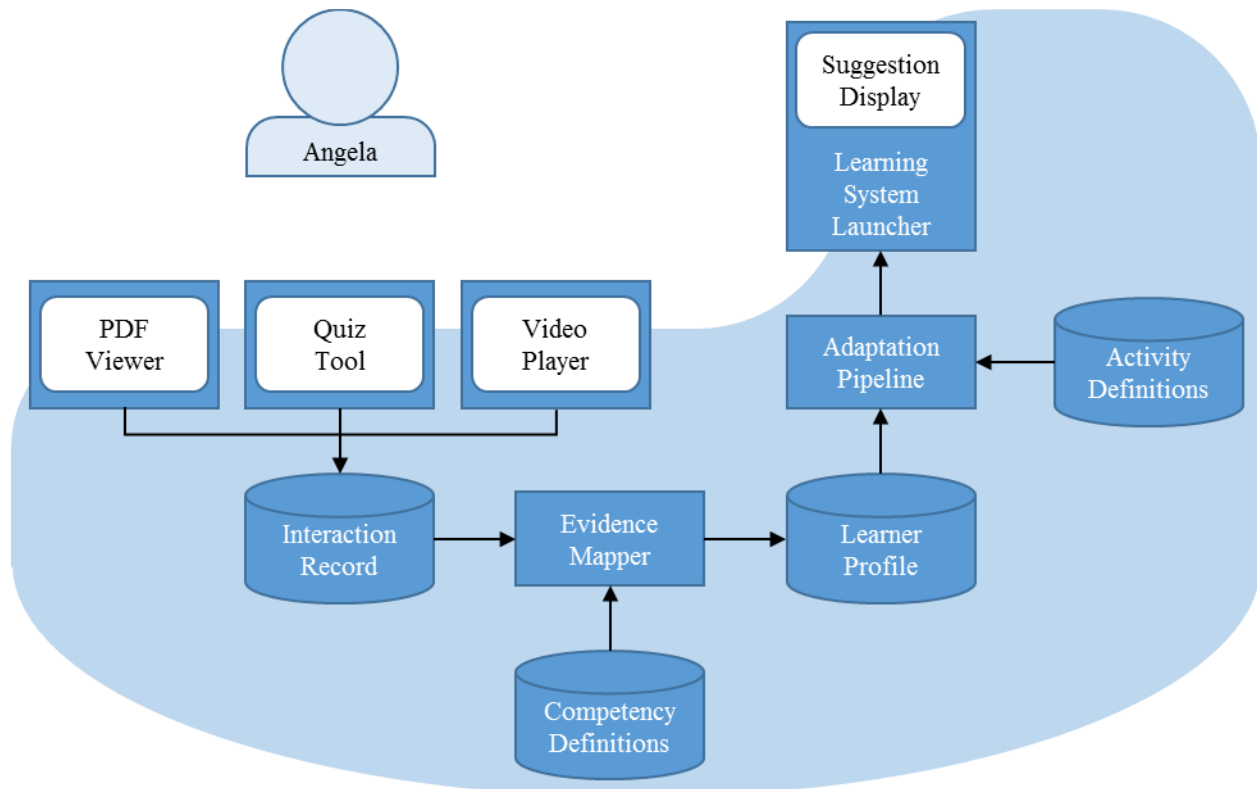 Angela
Suggestion
Display
Learning
System
Launcher
PDF
Viewer
Quiz
Tool
Video
Player
Adaptation
Pipeline
Activity
Definitions
Interaction
Record
Evidence
Mapper
Learner
Profile
Competency
Definitions